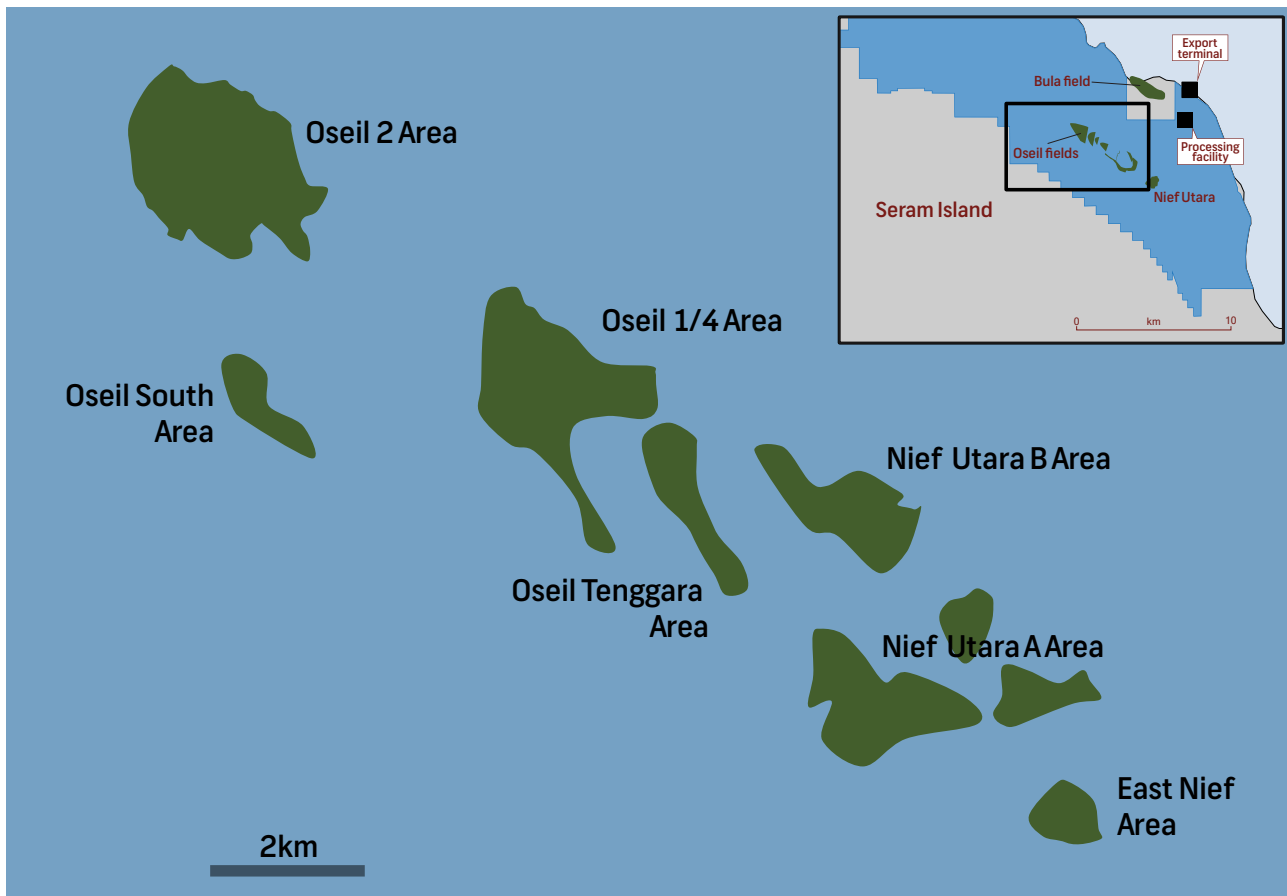 Export
terminal
Bula field
Oseil fields
Processing
facility
Nief Utara
Seram Island
0
km
10
Oseil 2 Area
Oseil 1/4 Area
Oseil South
Area
Nief Utara B Area
Oseil Tenggara
Area
Nief Utara A Area
East Nief
Area
2km